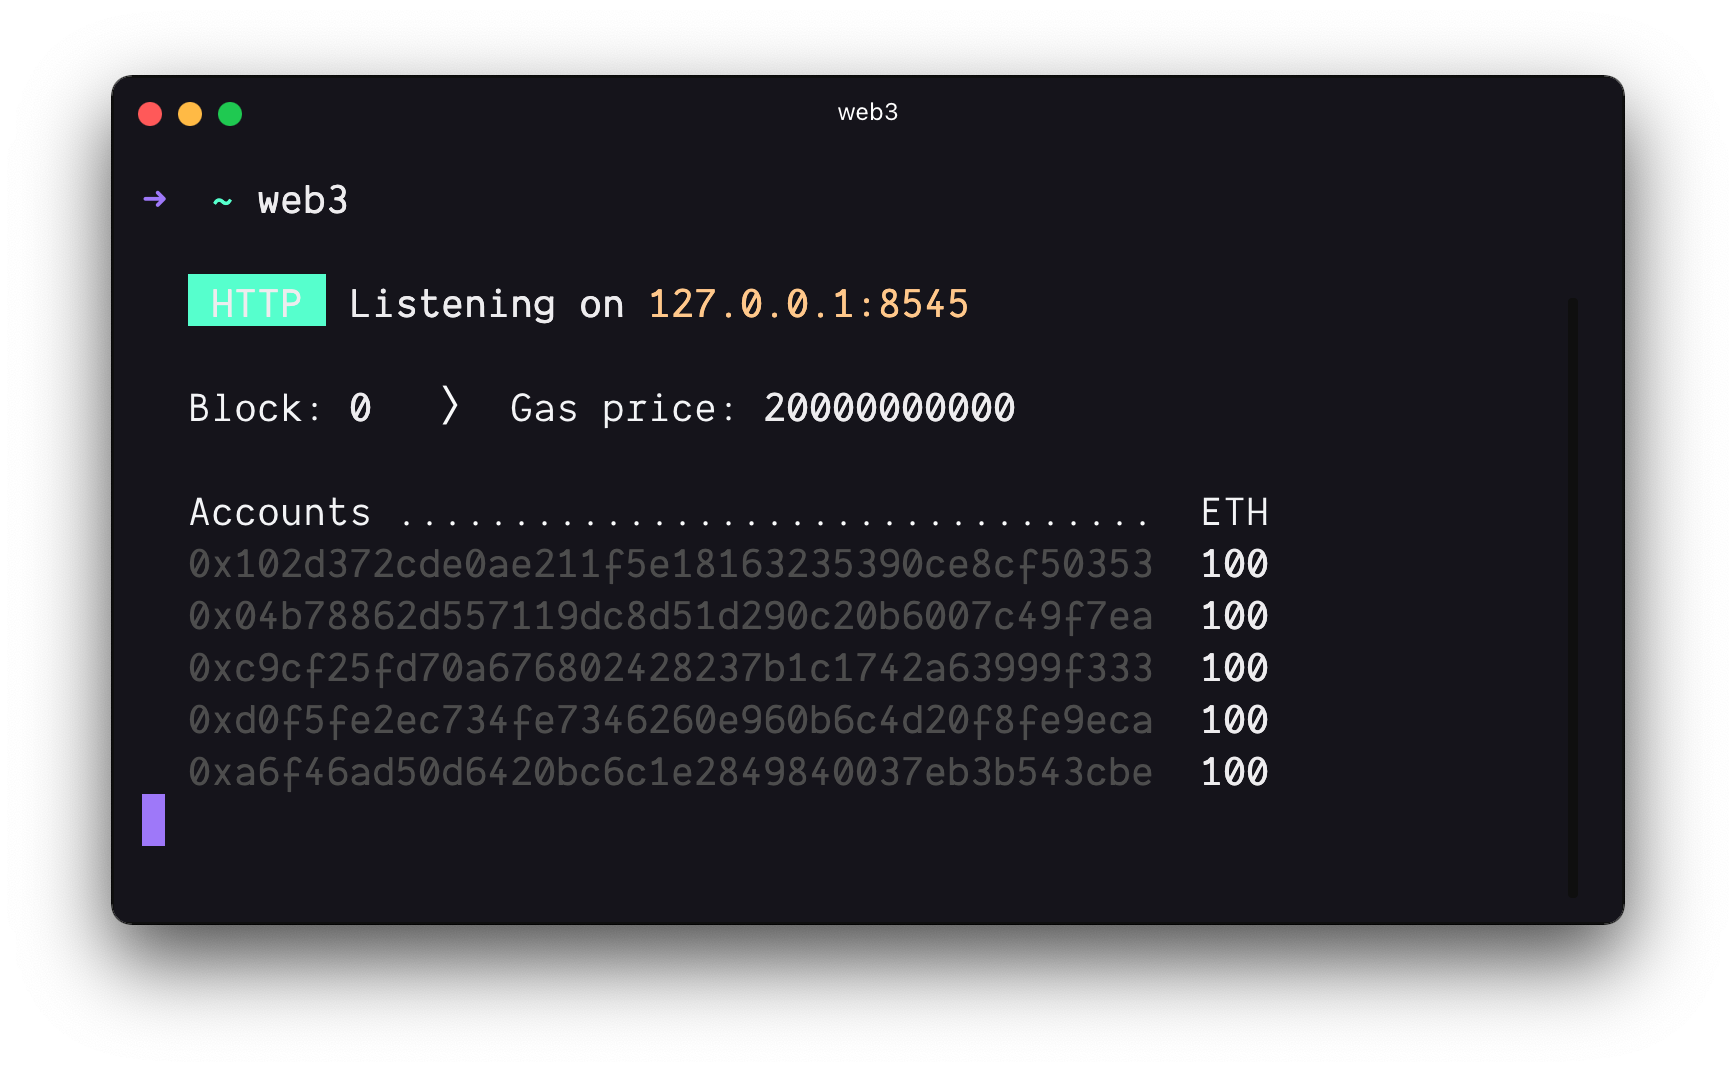 web3
➜ ~ web3
HTTP Listening on 127.0.0.1:8545
Block: 0 〉 Gas price: 20000000000
Accounts ................................. ETH
0x102d372cde0ae211f5e18163235390ce8cf50353 100
0x04b78862d557119dc8d51d290c20b6007c49f7ea 100
0xc9cf25fd70a676802428237b1c1742a63999f333 100
0xd0f5fe2ec734fe7346260e960b6c4d20f8fe9eca 100
0xa6f46ad50d6420bc6c1e2849840037eb3b543cbe 100